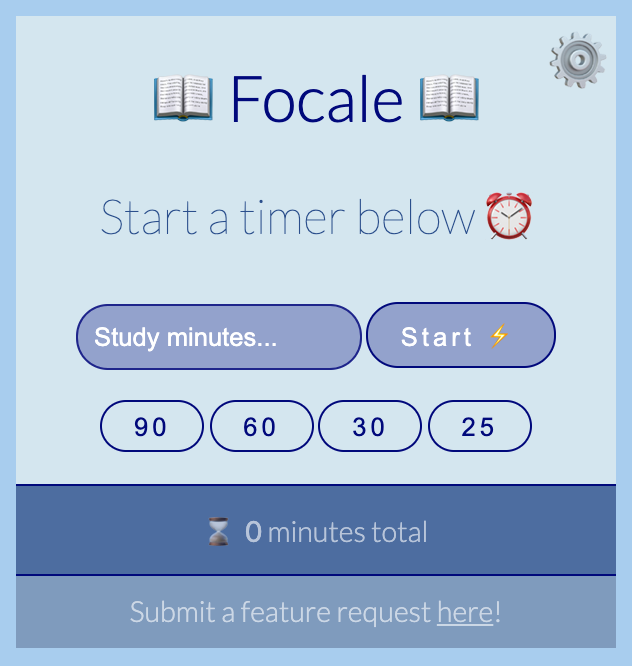 Focale
Start a timer below
Study minutes... Start
90 60 30 25
0 minutes total
Submit a feature request here!